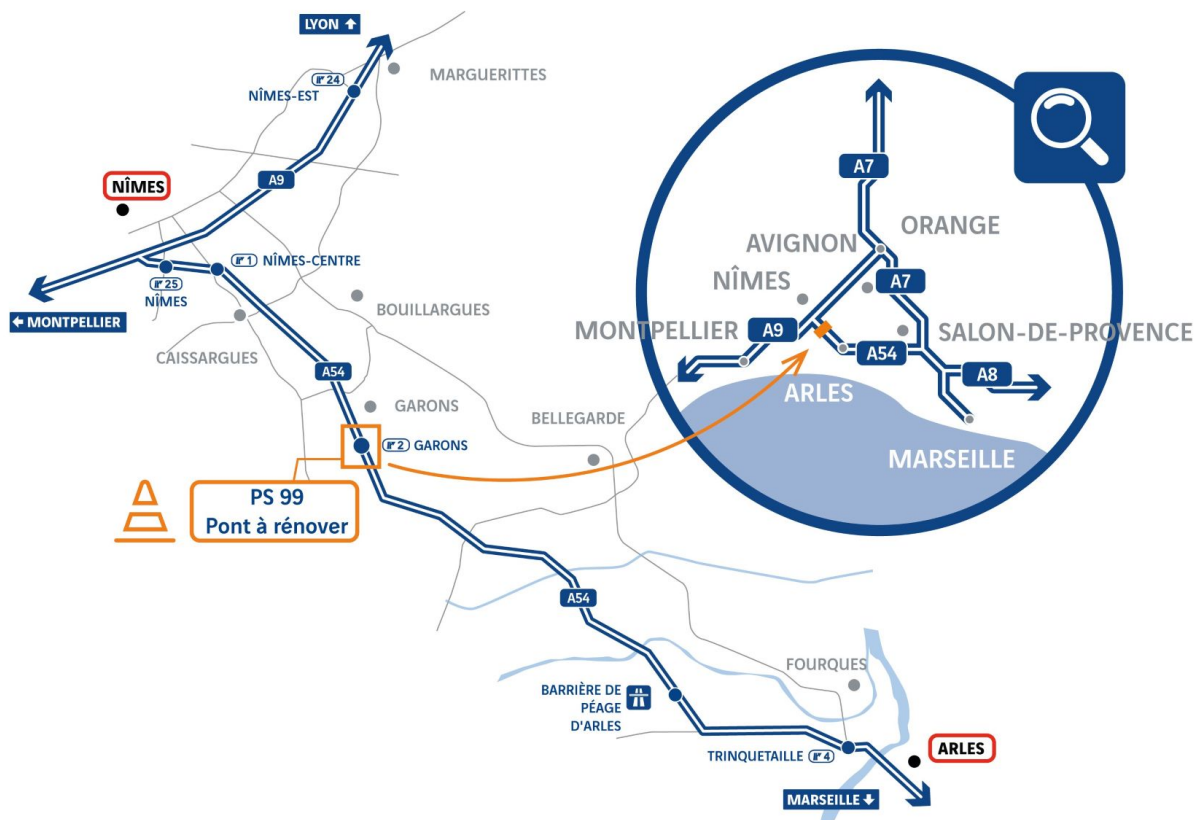 LYON ↑
24
NÎMES-EST
MARGUERITTES
A9
NÎMES
1 NÎMES-CENTRE
25
NÎMES
← MONTPELLIER
BOUILLARGUES
CAISSARGUES
A54
GARONS
2 GARONS
BELLEGARDE
PS 99
Pont à rénover
A54
FOURQUES
BARRIÈRE DE
PÉAGE
D'ARLES
TRINQUETAILLE 4
ARLES
MARSEILLE ↓
A7
ORANGE
AVIGNON
NÎMES
A7
MONTPELLIER
A9
SALON-DE-PROVENCE
A54
A8
ARLES
MARSEILLE